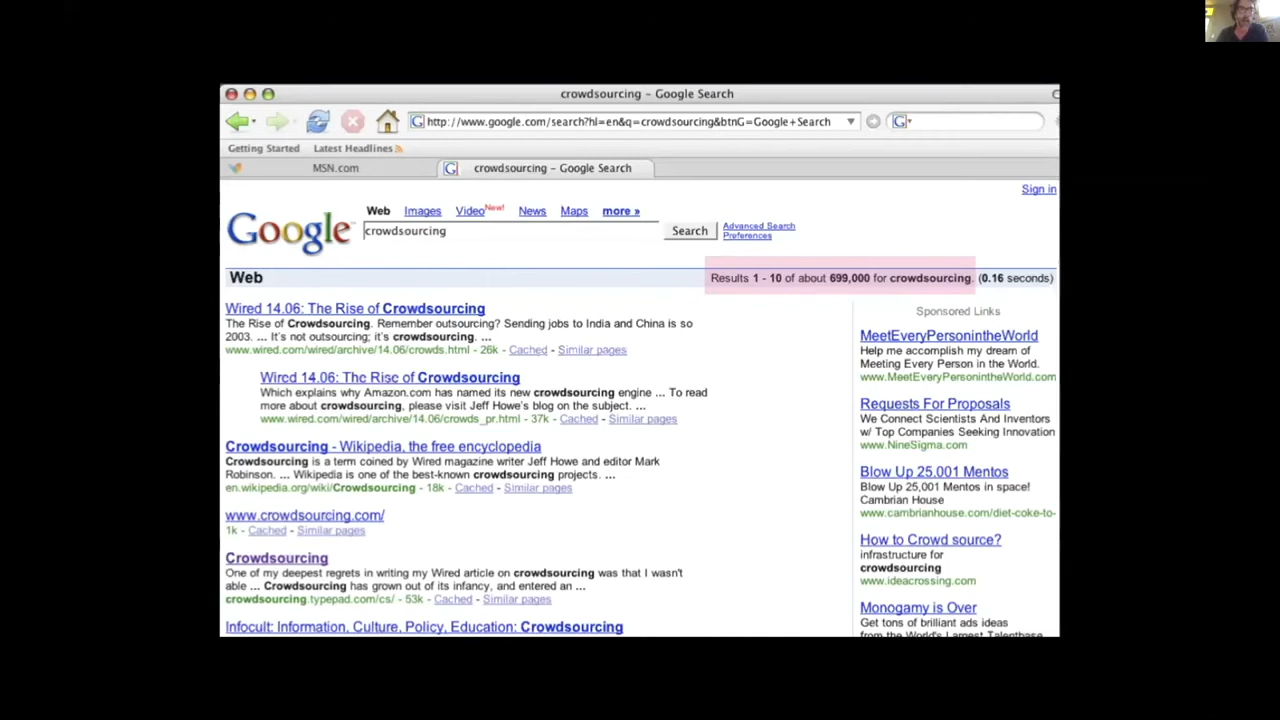 crowdsourcing – Google Search
http://www.google.com/search?hl=en&q=crowdsourcing&btnG=Google+Search
Getting Started Latest Headlines
MSN.com crowdsourcing – Google Search
Sign in
Google™
Web Images Video New! News Maps more »
crowdsourcing Search Advanced Search
Preferences
Web Results 1 - 10 of about 699,000 for crowdsourcing. (0.16 seconds)
Wired 14.06: The Rise of Crowdsourcing
The Rise of Crowdsourcing. Remember outsourcing? Sending jobs to India and China is so
2003. ... It's not outsourcing; it's crowdsourcing. ...
www.wired.com/wired/archive/14.06/crowds.html - 26k - Cached - Similar pages
Wired 14.06: The Rise of Crowdsourcing
Which explains why Amazon.com has named its new crowdsourcing engine ... To read
more about crowdsourcing, please visit Jeff Howe's blog on the subject. ...
www.wired.com/wired/archive/14.06/crowds_pr.html - 37k - Cached - Similar pages
Crowdsourcing - Wikipedia, the free encyclopedia
Crowdsourcing is a term coined by Wired magazine writer Jeff Howe and editor Mark
Robinson. ... Wikipedia is one of the best-known crowdsourcing projects. ...
en.wikipedia.org/wiki/Crowdsourcing - 18k - Cached - Similar pages
www.crowdsourcing.com/
1k - Cached - Similar pages
Crowdsourcing
One of my deepest regrets in writing my Wired article on crowdsourcing was that I wasn't
able ... Crowdsourcing has grown out of its infancy, and entered an ...
crowdsourcing.typepad.com/cs/ - 53k - Cached - Similar pages
Infocult: Information, Culture, Policy, Education: Crowdsourcing
Sponsored Links
MeetEveryPersonintheWorld
Help me accomplish my dream of
Meeting Every Person in the World.
www.MeetEveryPersonintheWorld.com
Requests For Proposals
We Connect Scientists And Inventors
w/ Top Companies Seeking Innovation
www.NineSigma.com
Blow Up 25,001 Mentos
Blow Up 25,001 Mentos in space!
Cambrian House
www.cambrianhouse.com/diet-coke-to-
How to Crowd source?
infrastructure for
crowdsourcing
www.ideacrossing.com
Monogamy is Over
Get tons of brilliant ads ideas
from the World's Largest Talentbase